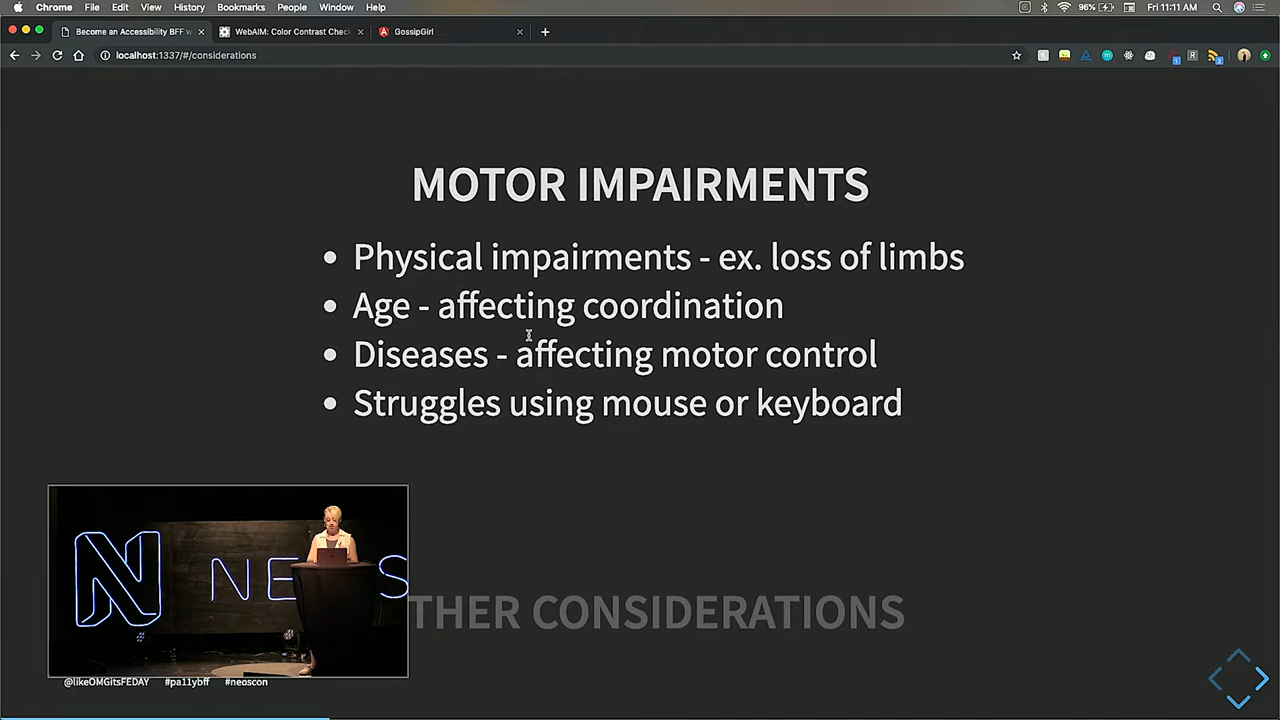 Chrome File Edit View History Bookmarks People Window Help 96% Fri 11:11 AM
Become an Accessibility BFF w WebAIM: Color Contrast Chec GossipGirl
localhost:1337/#/considerations
MOTOR IMPAIRMENTS
• Physical impairments - ex. loss of limbs
• Age - affecting coordination
• Diseases - affecting motor control
• Struggles using mouse or keyboard
N NE S
THER CONSIDERATIONS
@likeOMGitsFEDAY #pa11ybff #neoscon